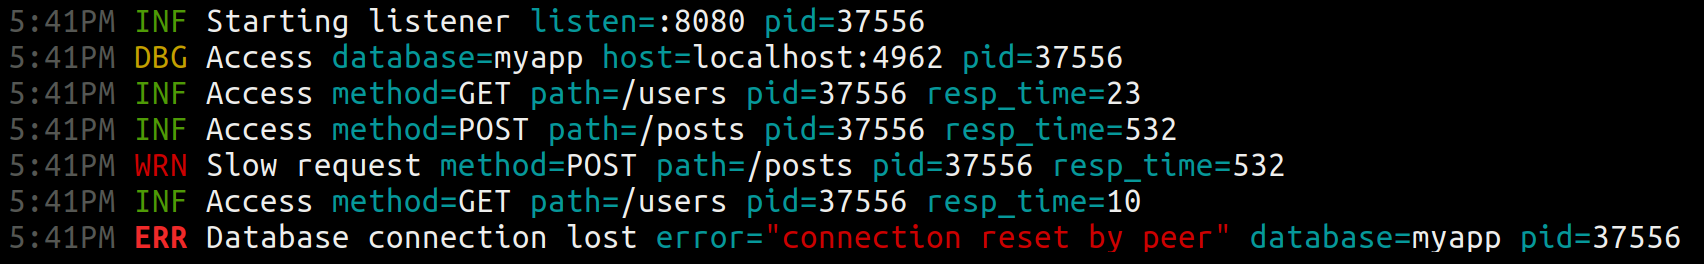 5:41PM INF Starting listener listen=:8080 pid=37556
5:41PM DBG Access database=myapp host=localhost:4962 pid=37556
5:41PM INF Access method=GET path=/users pid=37556 resp_time=23
5:41PM INF Access method=POST path=/posts pid=37556 resp_time=532
5:41PM WRN Slow request method=POST path=/posts pid=37556 resp_time=532
5:41PM INF Access method=GET path=/users pid=37556 resp_time=10
5:41PM ERR Database connection lost error="connection reset by peer" database=myapp pid=37556